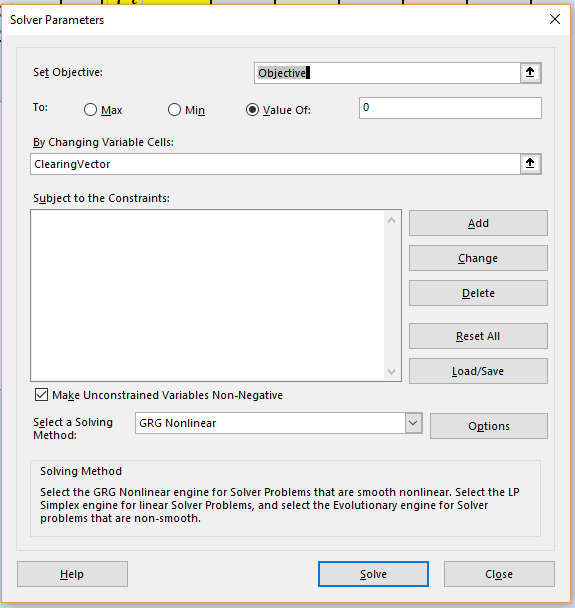 Solver Parameters
Set Objective:
Objective
To:
Max
Min
Value Of:
0
By Changing Variable Cells:
ClearingVector
Subject to the Constraints:
Add
Change
Delete
Reset All
Load/Save
Make Unconstrained Variables Non-Negative
Select a Solving
Method:
GRG Nonlinear
Options
Solving Method
Select the GRG Nonlinear engine for Solver Problems that are smooth nonlinear. Select the LP
Simplex engine for linear Solver Problems, and select the Evolutionary engine for Solver
problems that are non-smooth.
Help
Solve
Close